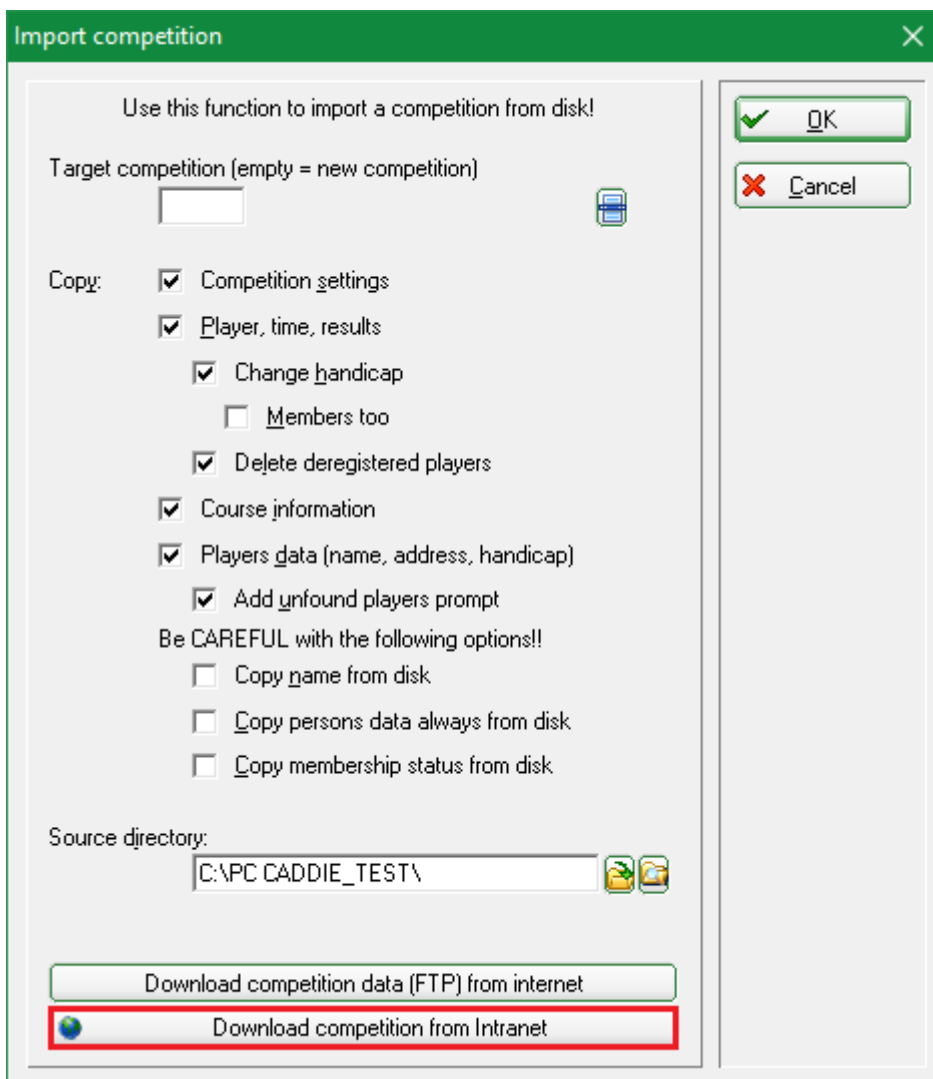 Import competition
Use this function to import a competition from disk!
OK
Cancel
Target competition (empty = new competition)
Copy:
Competition settings
Player, time, results
Change handicap
Members too
Delete deregistered players
Course information
Players data (name, address, handicap)
Add unfound players prompt
Be CAREFUL with the following options!!
Copy name from disk
Copy persons data always from disk
Copy membership status from disk
Source directory:
C:\PC CADDIE_TEST\
Download competition data (FTP) from internet
Download competition from Intranet